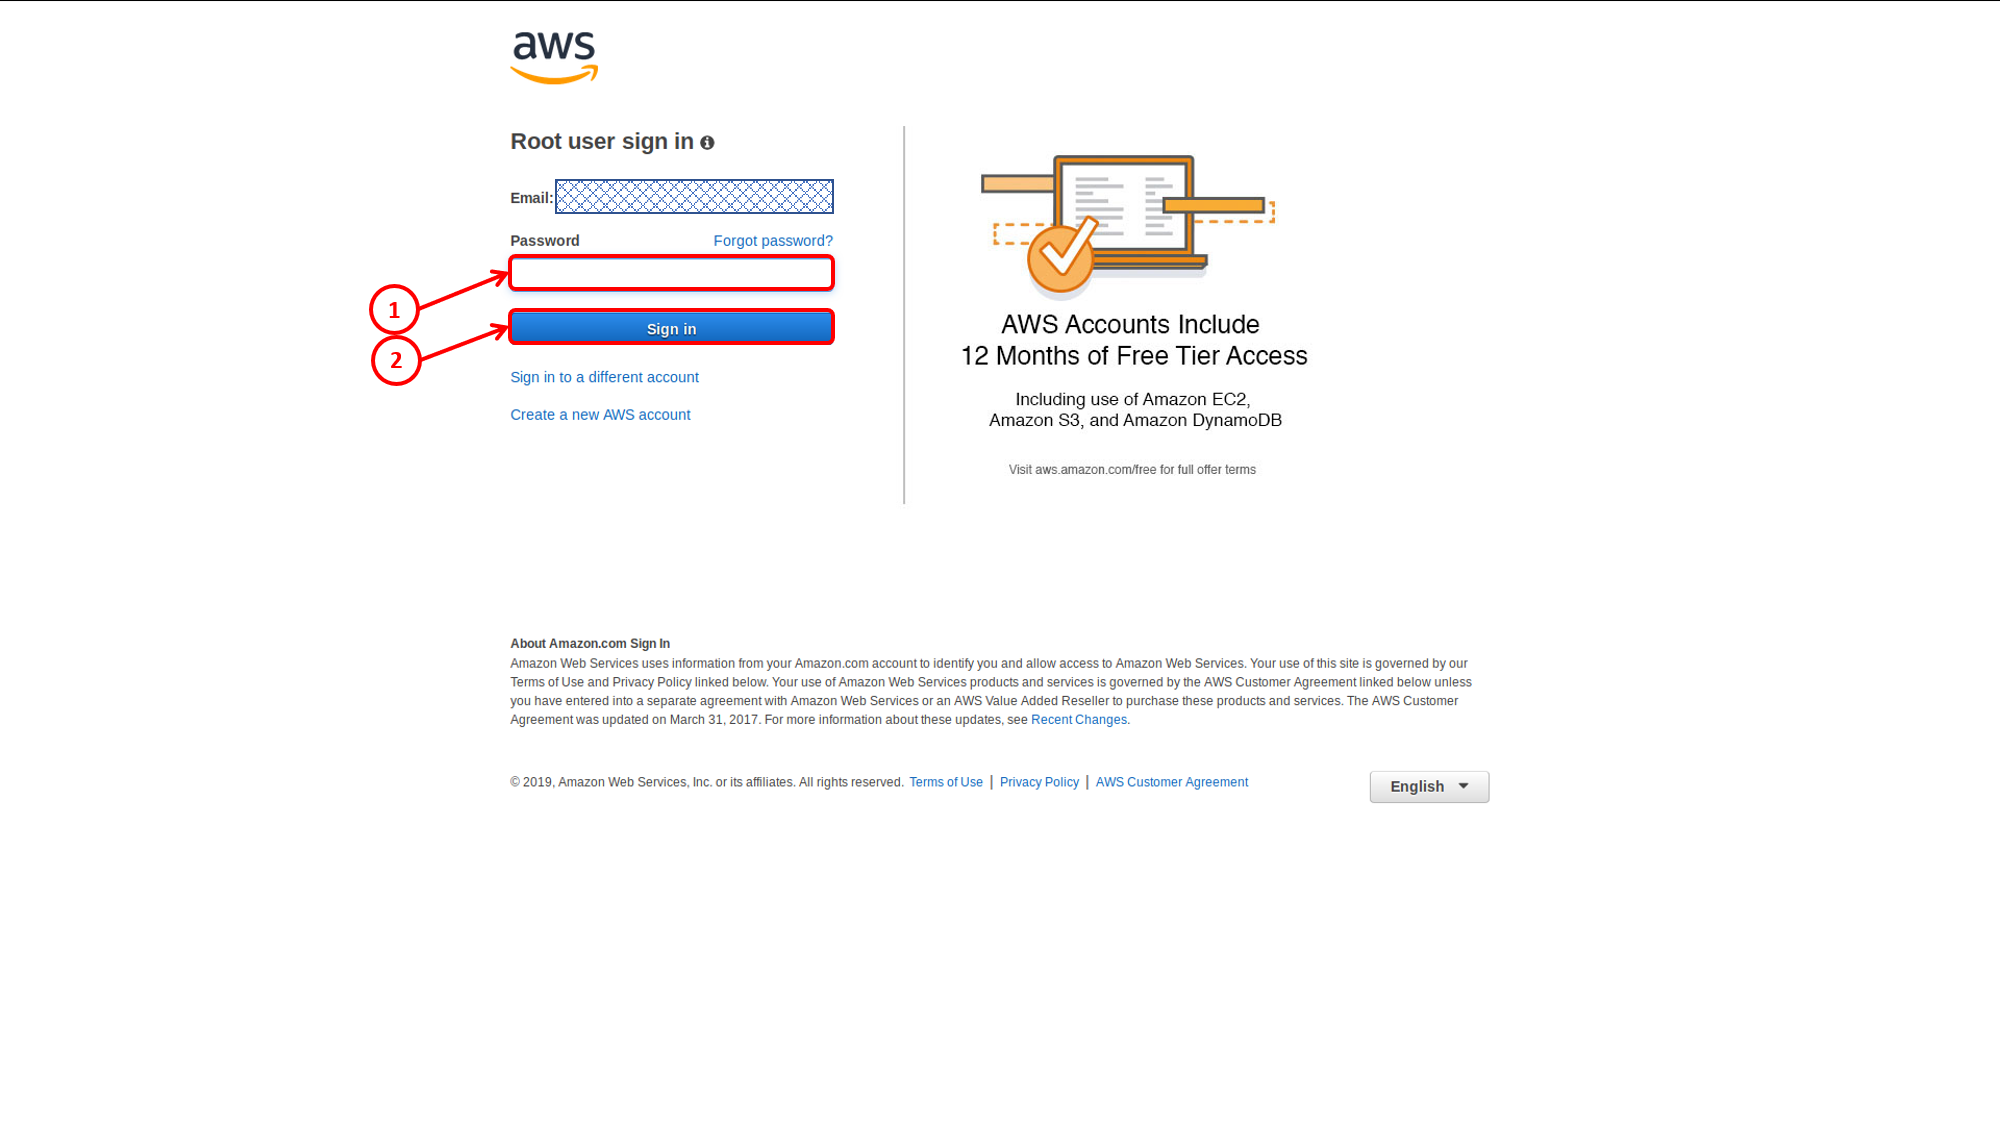 aws
Root user sign in
Email:
Password
Forgot password?
1
Sign in
2
Sign in to a different account
Create a new AWS account
AWS Accounts Include
12 Months of Free Tier Access
Including use of Amazon EC2,
Amazon S3, and Amazon DynamoDB
Visit aws.amazon.com/free for full offer terms
About Amazon.com Sign In
Amazon Web Services uses information from your Amazon.com account to identify you and allow access to Amazon Web Services. Your use of this site is governed by our
Terms of Use and Privacy Policy linked below. Your use of Amazon Web Services products and services is governed by the AWS Customer Agreement linked below unless
you have entered into a separate agreement with Amazon Web Services or an AWS Value Added Reseller to purchase these products and services. The AWS Customer
Agreement was updated on March 31, 2017. For more information about these updates, see Recent Changes.
© 2019, Amazon Web Services, Inc. or its affiliates. All rights reserved. Terms of Use | Privacy Policy | AWS Customer Agreement
English